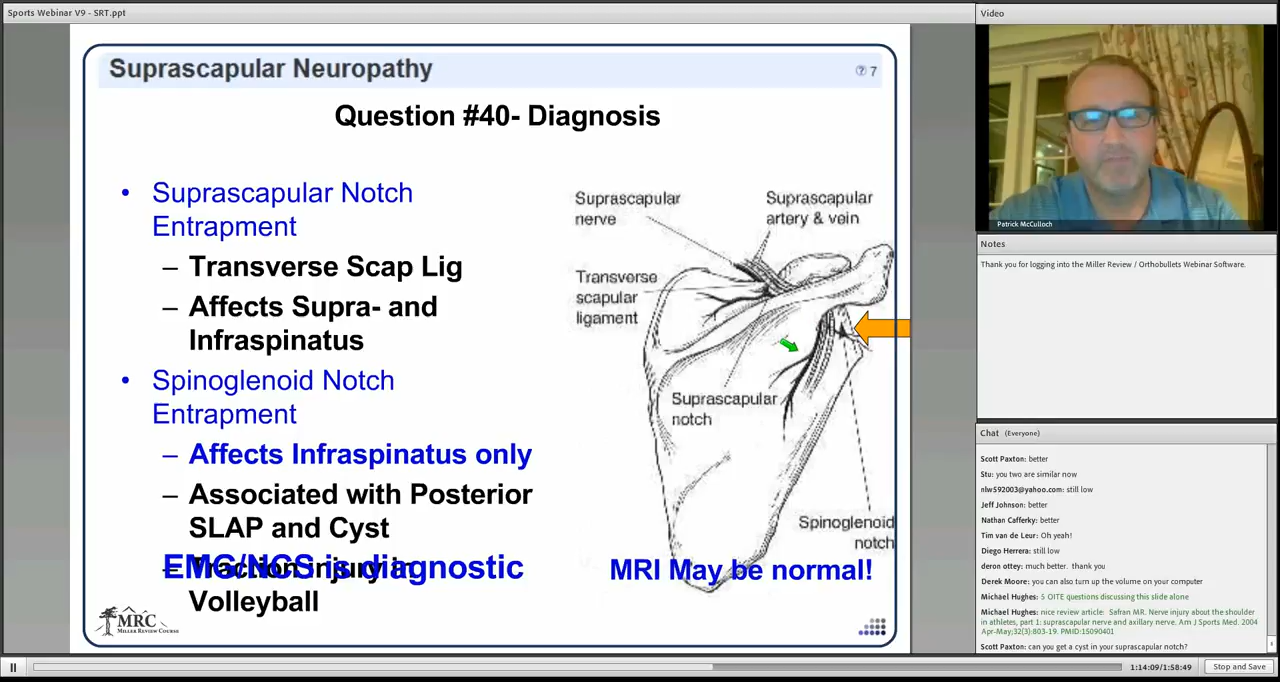 Sports Webinar V9 - SRT.ppt
Suprascapular Neuropathy
7
Question #40- Diagnosis
• Suprascapular Notch
Entrapment
– Transverse Scap Lig
– Affects Supra- and
Infraspinatus
• Spinoglenoid Notch
Entrapment
– Affects Infraspinatus only
– Associated with Posterior
SLAP and Cyst
– Traction injury in
Volleyball
EMG/NCS is diagnostic
MRI May be normal!
Suprascapular
nerve
Suprascapular
artery & vein
Transverse
scapular
ligament
Suprascapular
notch
Spinoglenoid
notch
MRC
MILLER REVIEW COURSE
Video
Patrick McCulloch
Notes
Thank you for logging into the Miller Review / Orthobullets Webinar Software.
Chat (Everyone)
Scott Paxton: better
Stu: you two are similar now
nlw592003@yahoo.com: still low
Jeff Johnson: better
Nathan Cafferky: better
Tim van de Leur: Oh yeah!
Diego Herrera: still low
deron ottey: much better. thank you
Derek Moore: you can also turn up the volume on your computer
Michael Hughes: 5 OITE questions discussing this slide alone
Michael Hughes: nice review article: Safran MR. Nerve injury about the shoulder
in athletes, part 1: suprascapular nerve and axillary nerve. Am J Sports Med. 2004
Apr-May;32(3):803-19. PMID:15090401
Scott Paxton: can you get a cyst in your suprascapular notch?
1:14:09/1:58:49
Stop and Save